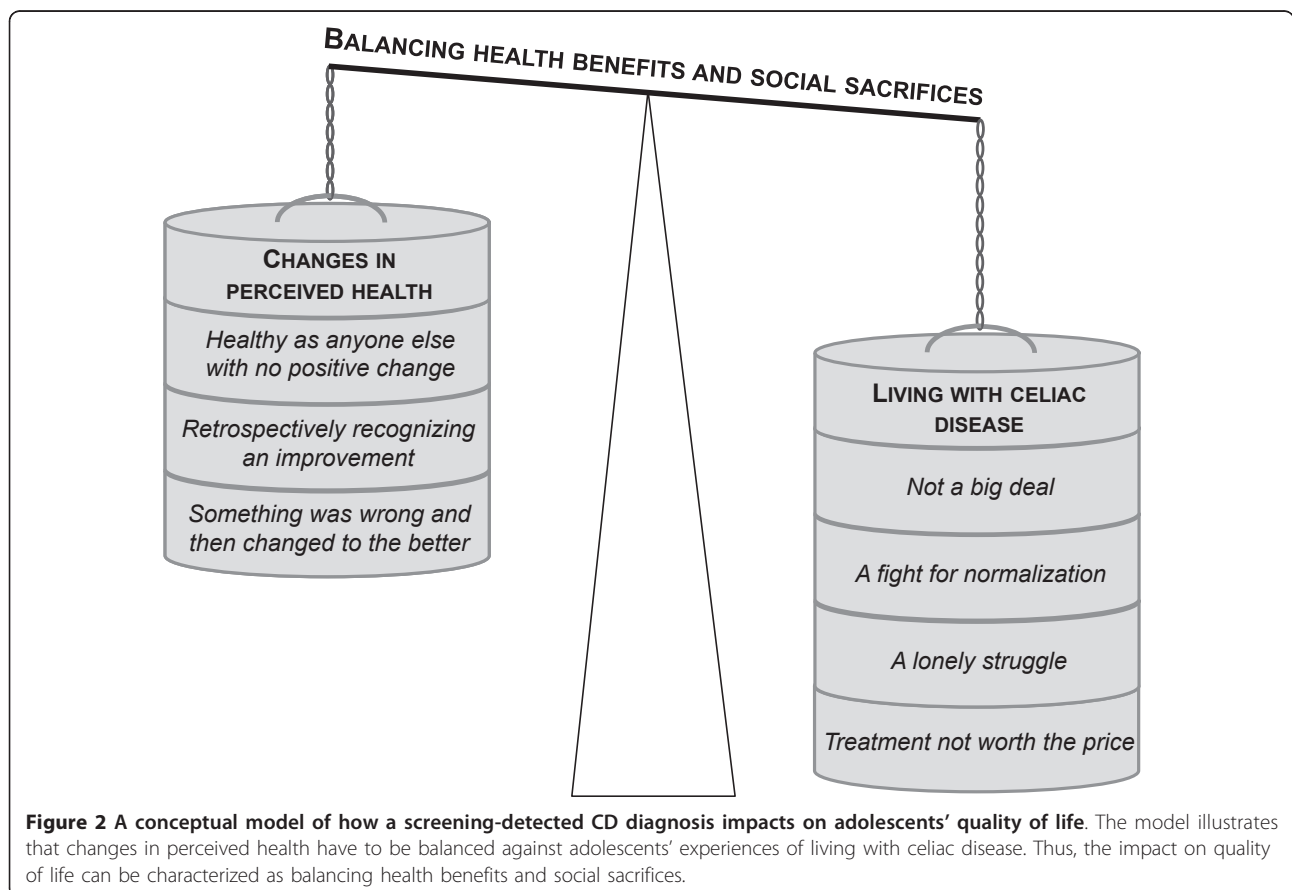 BALANCING HEALTH BENEFITS AND SOCIAL SACRIFICES
CHANGES IN
PERCEIVED HEALTH
Healthy as anyone else
with no positive change
Retrospectively recognizing
an improvement
Something was wrong and
then changed to the better
LIVING WITH CELIAC
DISEASE
Not a big deal
A fight for normalization
A lonely struggle
Treatment not worth the price
Figure 2 A conceptual model of how a screening-detected CD diagnosis impacts on adolescents' quality of life. The model illustrates
that changes in perceived health have to be balanced against adolescents' experiences of living with celiac disease. Thus, the impact on quality
of life can be characterized as balancing health benefits and social sacrifices.